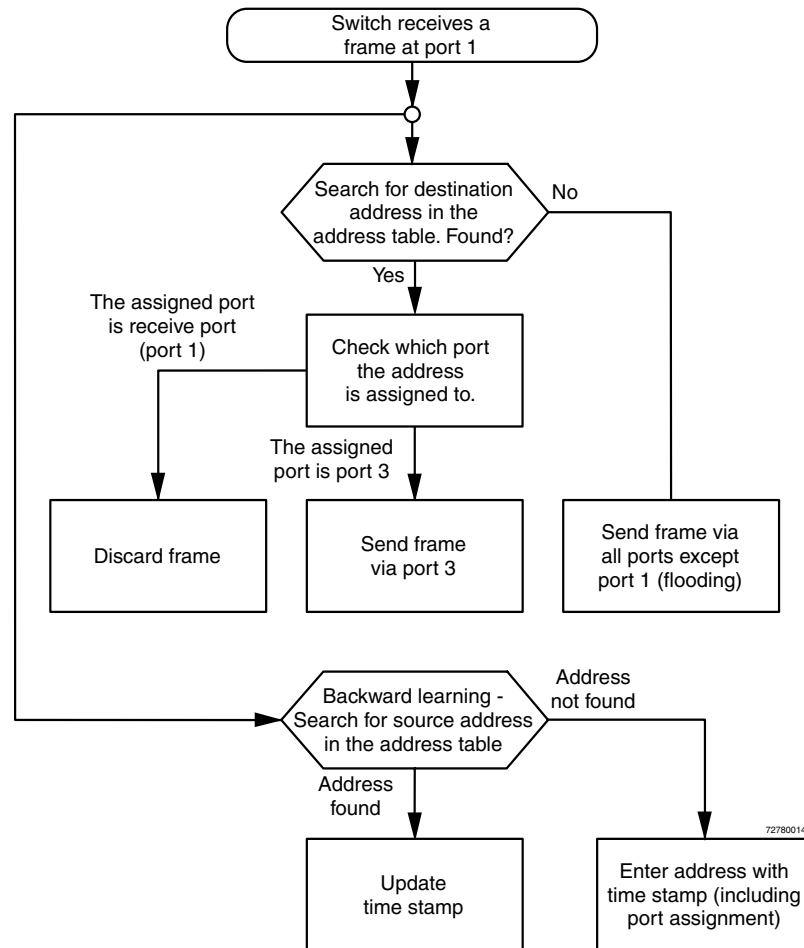 Switch receives a
frame at port 1
Search for destination
address in the
address table. Found?
No
Yes
The assigned port
is receive port
(port 1)
Check which port
the address
is assigned to.
The assigned
port is port 3
Discard frame
Send frame
via port 3
Send frame via
all ports except
port 1 (flooding)
Backward learning -
Search for source address
in the address table
Address
not found
Address
found
72780014
Update
time stamp
Enter address with
time stamp (including
port assignment)